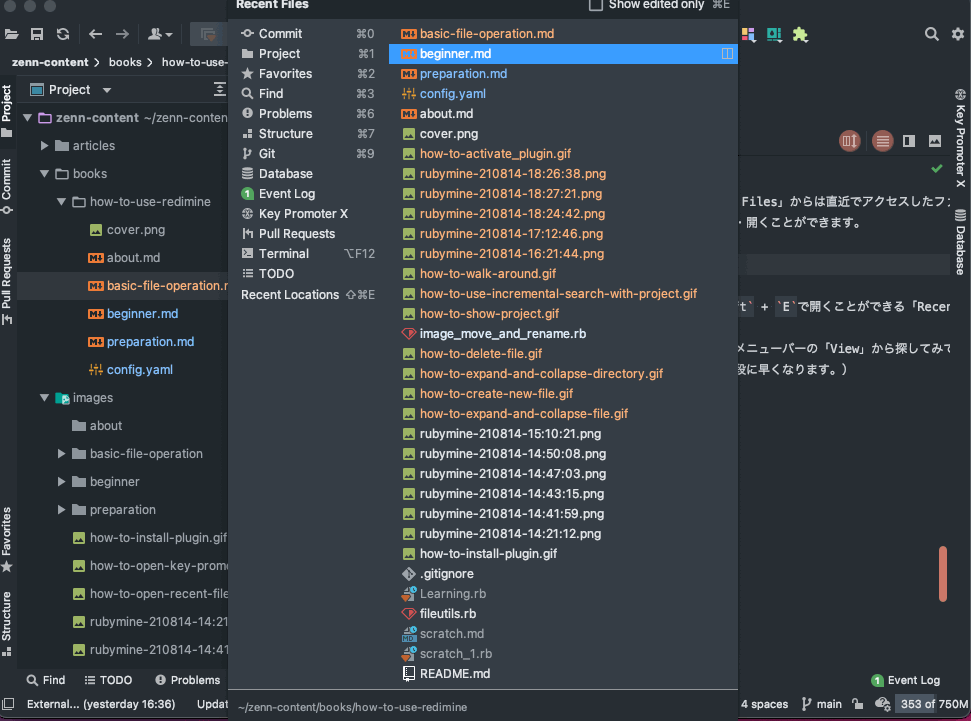 Recent Files
Show edited only ⌘E
zenn-content
books
how-to-use-
Project
zenn-content ~/zenn-conten
articles
books
how-to-use-redimine
cover.png
about.md
basic-file-operation.r
beginner.md
preparation.md
config.yaml
images
about
basic-file-operation
beginner
preparation
how-to-install-plugin.gif
how-to-open-key-promo
how-to-open-recent-file
rubymine-210814-14:21
rubymine-210814-14:41
Project
Commit
Pull Requests
Favorites
Structure
Commit ⌘0
Project ⌘1
Favorites ⌘2
Find ⌘3
Problems ⌘6
Structure ⌘7
Git ⌘9
Database
Event Log
Key Promoter X
Pull Requests
Terminal ⌥F12
TODO
Recent Locations ⇧⌘E
basic-file-operation.md
beginner.md
preparation.md
config.yaml
about.md
cover.png
how-to-activate_plugin.gif
rubymine-210814-18:26:38.png
rubymine-210814-18:27:21.png
rubymine-210814-18:24:42.png
rubymine-210814-17:12:46.png
rubymine-210814-16:21:44.png
how-to-walk-around.gif
how-to-use-incremental-search-with-project.gif
how-to-show-project.gif
image_move_and_rename.rb
how-to-delete-file.gif
how-to-expand-and-collapse-directory.gif
how-to-create-new-file.gif
how-to-expand-and-collapse-file.gif
rubymine-210814-15:10:21.png
rubymine-210814-14:50:08.png
rubymine-210814-14:47:03.png
rubymine-210814-14:43:15.png
rubymine-210814-14:41:59.png
rubymine-210814-14:21:12.png
how-to-install-plugin.gif
.gitignore
Learning.rb
fileutils.rb
scratch.md
scratch_1.rb
README.md
~/zenn-content/books/how-to-use-redimine
Files」からは直近でアクセスしたファ
・開くことができます。
ft` + `E`で開くことができる「Recer
メニューバーの「View」から探してみて
段に早くなります。）
Key Promoter X
Database
Find
TODO
Problems
1 Event Log
External... (yesterday 16:36)
Updat
4 spaces
main
353 of 750M